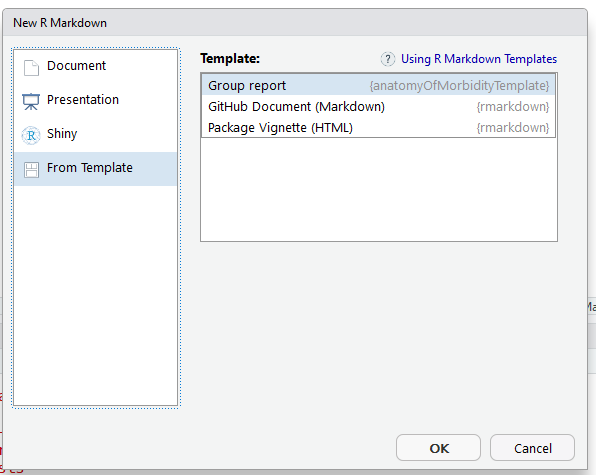 New R Markdown
Document
Presentation
Shiny
From Template
Template:
? Using R Markdown Templates
Group report {anatomyOfMorbidityTemplate}
GitHub Document (Markdown) {rmarkdown}
Package Vignette (HTML) {rmarkdown}
OK Cancel